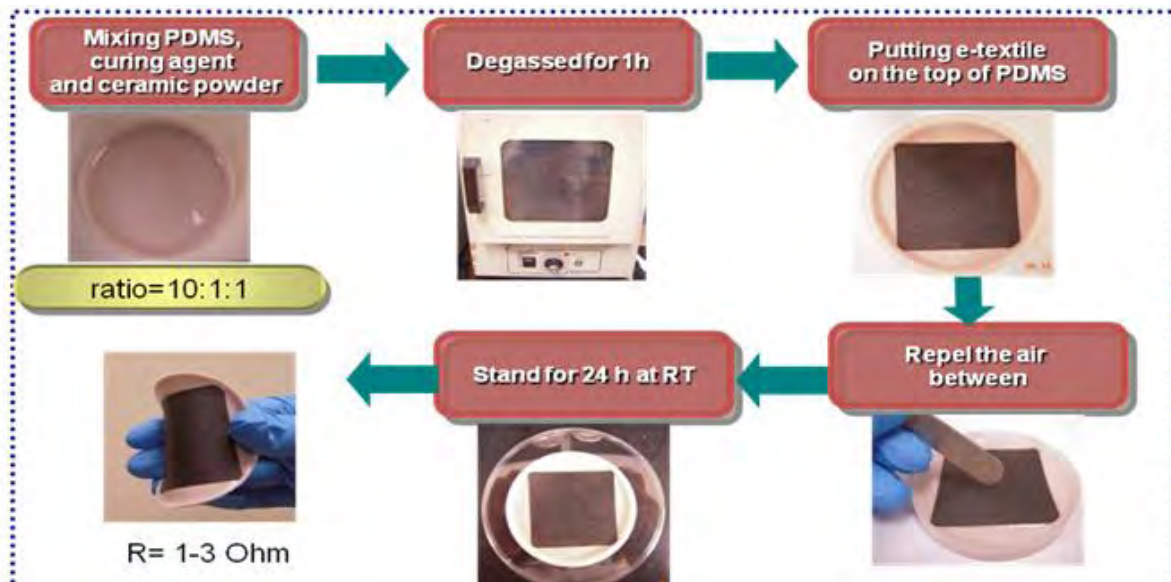 Mixing PDMS,
curing agent
and ceramic powder
Degassed for 1h
Putting e-textile
on the top of PDMS
ratio=10:1:1
Repel the air
between
Stand for 24 h at RT
R= 1-3 Ohm